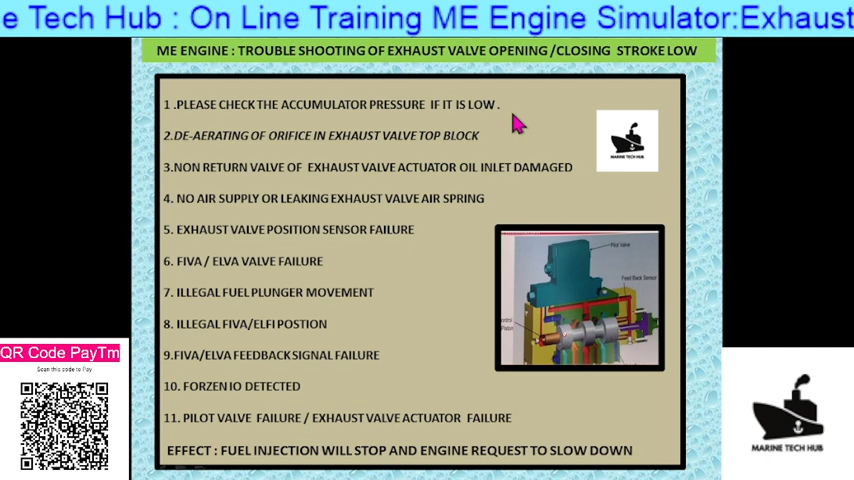 e Tech Hub : On Line Training ME Engine Simulator:Exhaust
ME ENGINE : TROUBLE SHOOTING OF EXHAUST VALVE OPENING /CLOSING STROKE LOW
1 .PLEASE CHECK THE ACCUMULATOR PRESSURE IF IT IS LOW .
2.DE-AERATING OF ORIFICE IN EXHAUST VALVE TOP BLOCK
3.NON RETURN VALVE OF EXHAUST VALVE ACTUATOR OIL INLET DAMAGED
4. NO AIR SUPPLY OR LEAKING EXHAUST VALVE AIR SPRING
5. EXHAUST VALVE POSITION SENSOR FAILURE
6. FIVA / ELVA VALVE FAILURE
7. ILLEGAL FUEL PLUNGER MOVEMENT
8. ILLEGAL FIVA/ELFI POSTION
9.FIVA/ELVA FEEDBACK SIGNAL FAILURE
10. FORZEN IO DETECTED
11. PILOT VALVE FAILURE / EXHAUST VALVE ACTUATOR FAILURE
EFFECT : FUEL INJECTION WILL STOP AND ENGINE REQUEST TO SLOW DOWN
MARINE TECH HUB
Pilot Valve
Feed Back Sensor
ontrol
Piston
QR Code PayTm
Scan this code to Pay
MARINE TECH HUB